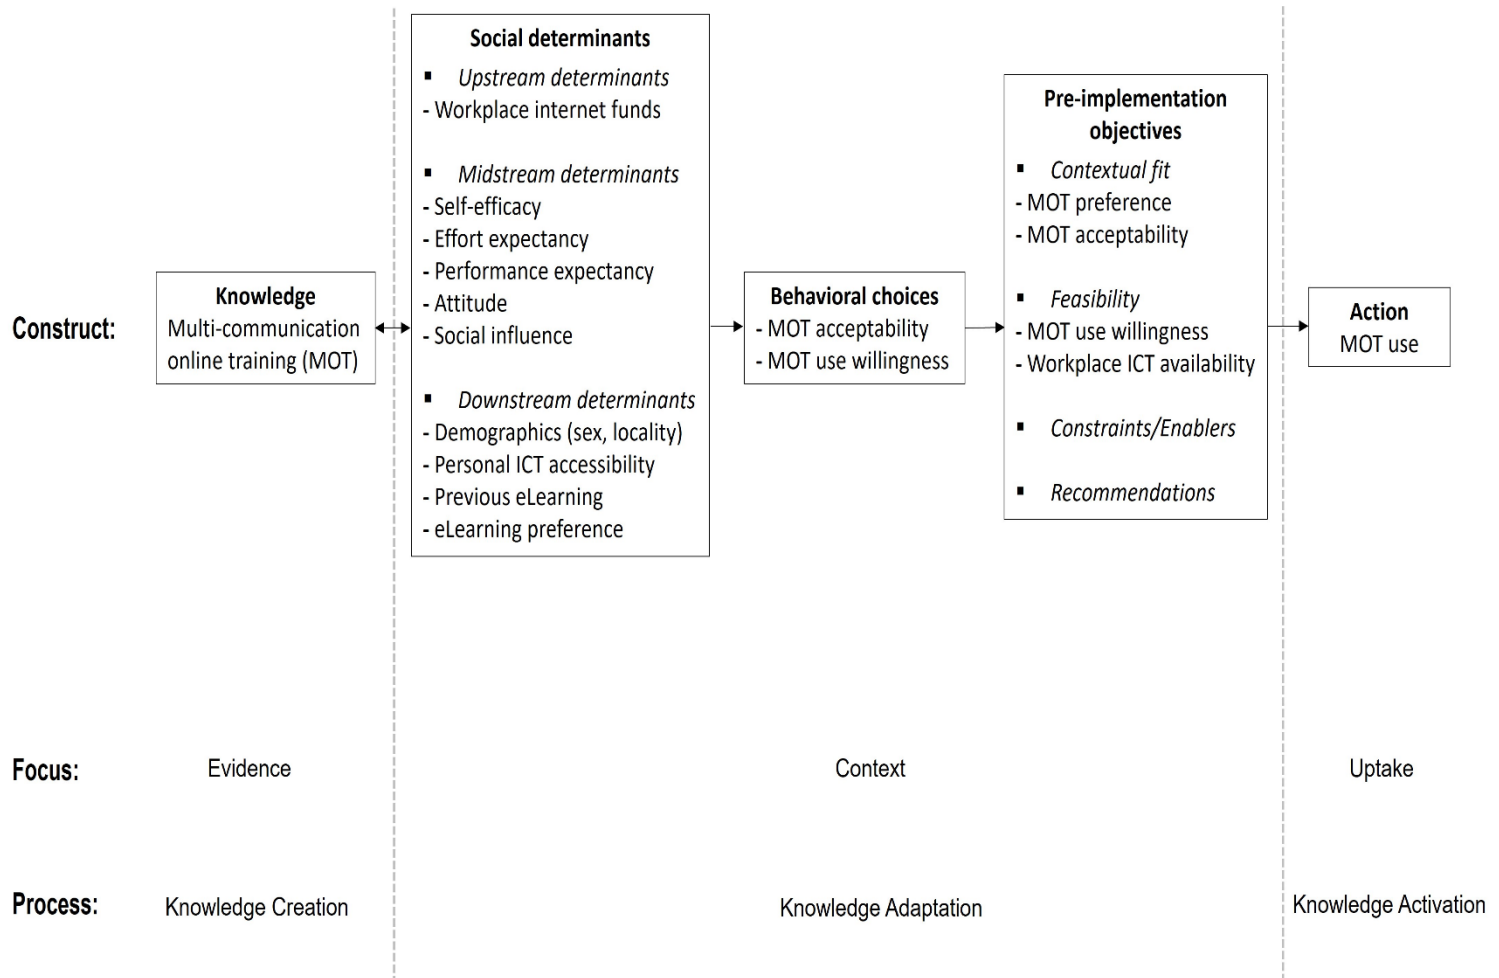 Construct:
Knowledge
Multi-communication
online training (MOT)
Social determinants
▪ Upstream determinants
- Workplace internet funds
▪ Midstream determinants
- Self-efficacy
- Effort expectancy
- Performance expectancy
- Attitude
- Social influence
▪ Downstream determinants
- Demographics (sex, locality)
- Personal ICT accessibility
- Previous eLearning
- eLearning preference
Behavioral choices
- MOT acceptability
- MOT use willingness
Pre-implementation
objectives
▪ Contextual fit
- MOT preference
- MOT acceptability
▪ Feasibility
- MOT use willingness
- Workplace ICT availability
▪ Constraints/Enablers
▪ Recommendations
Action
MOT use
Focus:
Evidence
Context
Uptake
Process:
Knowledge Creation
Knowledge Adaptation
Knowledge Activation